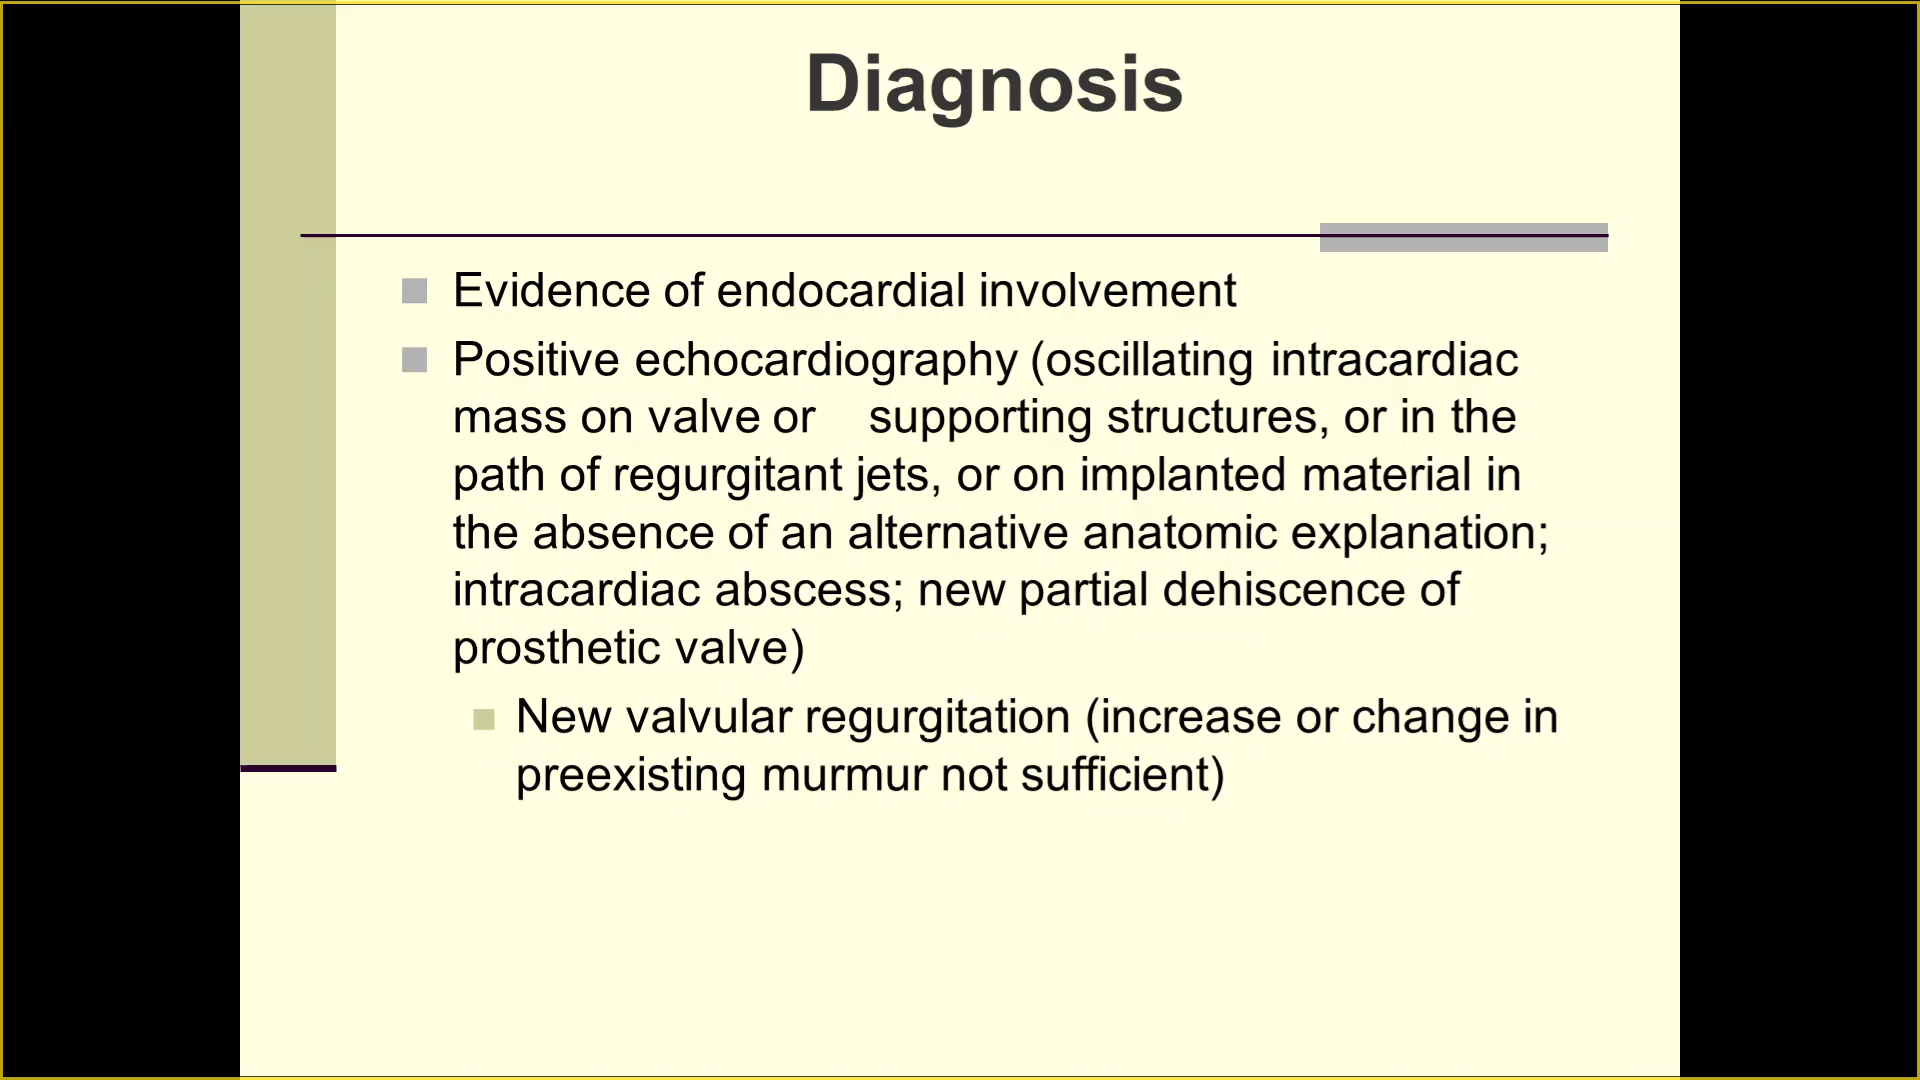 Diagnosis
Evidence of endocardial involvement
Positive echocardiography (oscillating intracardiac
mass on valve or supporting structures, or in the
path of regurgitant jets, or on implanted material in
the absence of an alternative anatomic explanation;
intracardiac abscess; new partial dehiscence of
prosthetic valve)
New valvular regurgitation (increase or change in
preexisting murmur not sufficient)